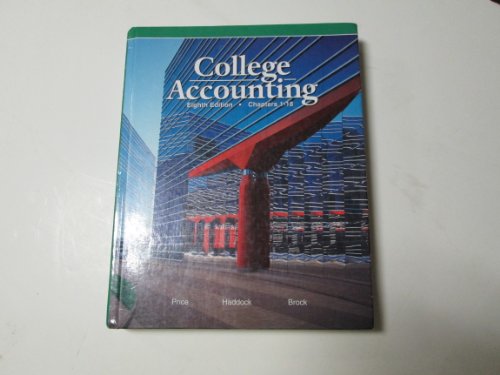 College
Accounting
Eighth Edition • Chapters 1-18
Price Haddock Brock